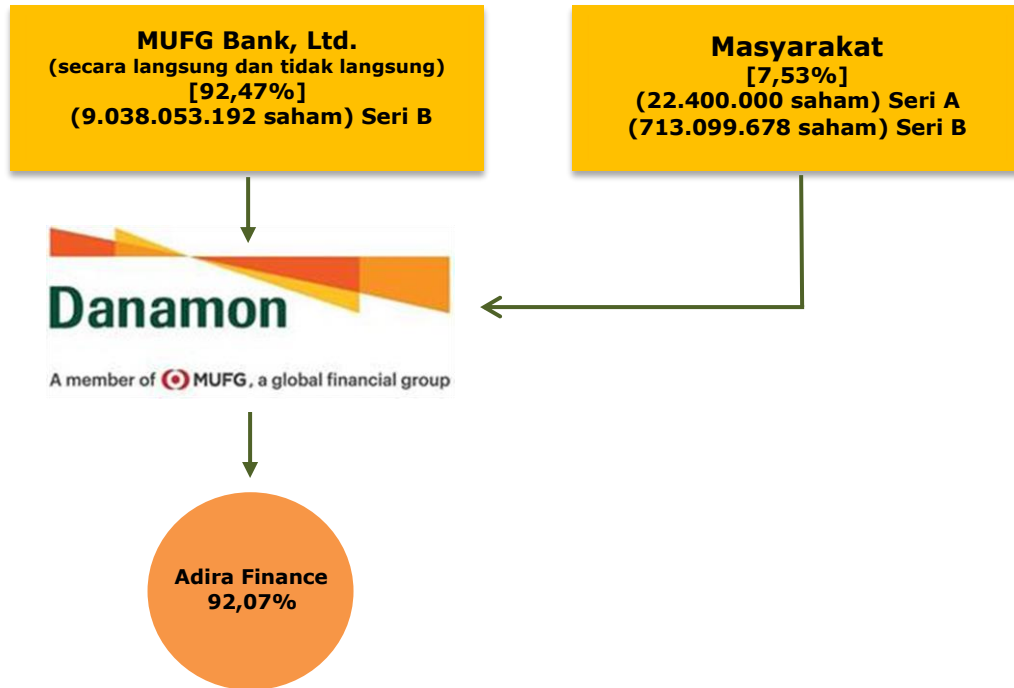 MUFG Bank, Ltd.
(secara langsung dan tidak langsung)
[92,47%]
(9.038.053.192 saham) Seri B
Masyarakat
[7,53%]
(22.400.000 saham) Seri A
(713.099.678 saham) Seri B
Danamon
A member of MUFG, a global financial group
Adira Finance
92,07%